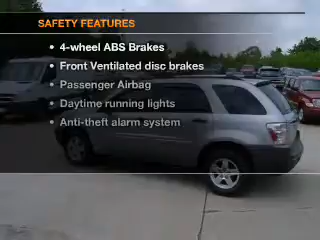 SAFETY FEATURES
• 4-wheel ABS Brakes
• Front Ventilated disc brakes
• Passenger Airbag
• Daytime running lights
• Anti-theft alarm system